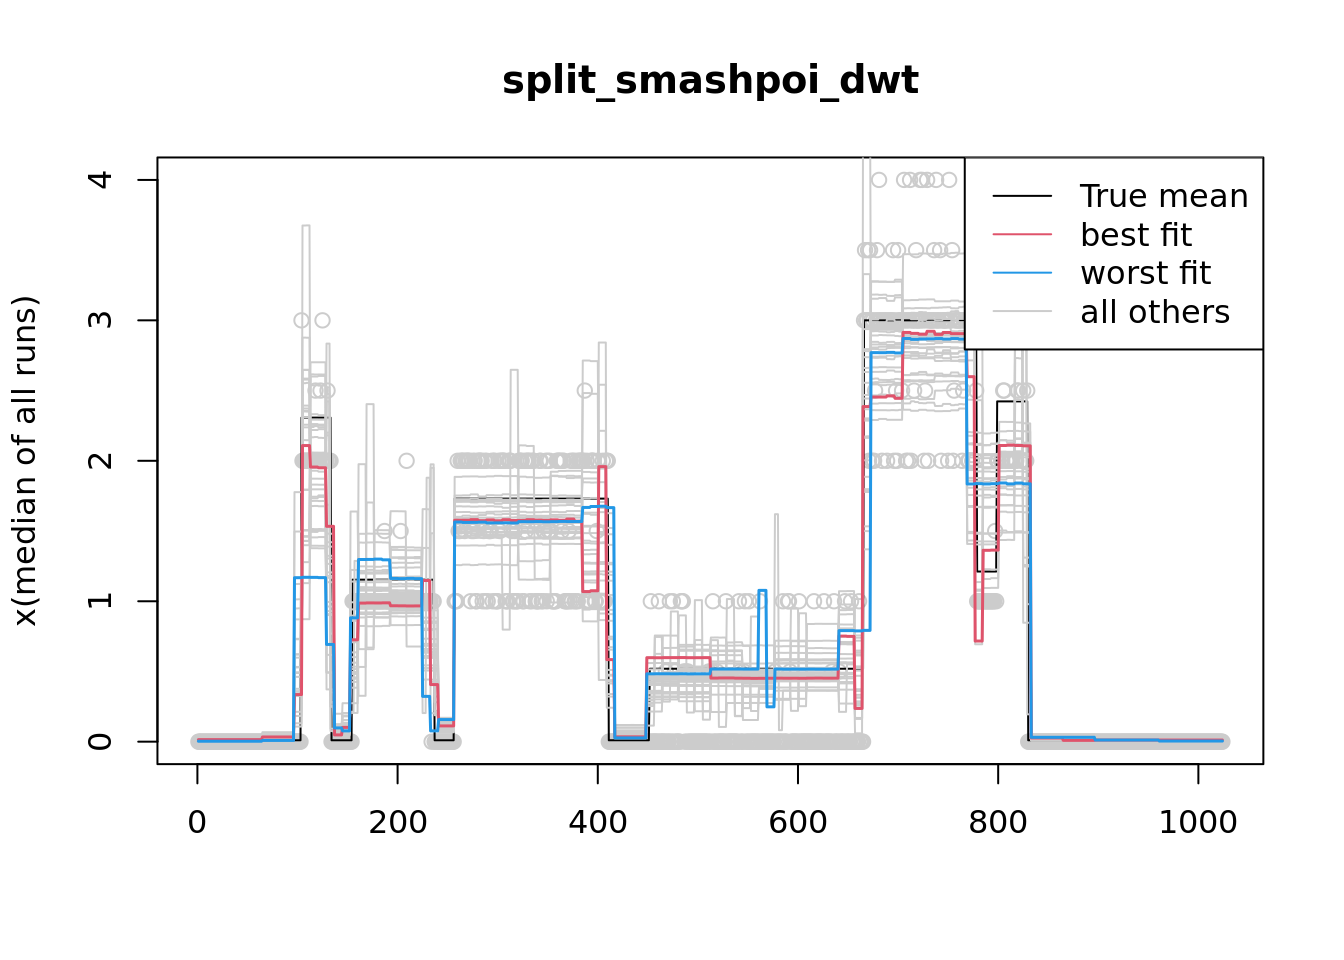 split_smashpoi_dwt
x(median of all runs)
4
3
2
1
0
True mean
best fit
worst fit
all others
0 200 400 600 800 1000